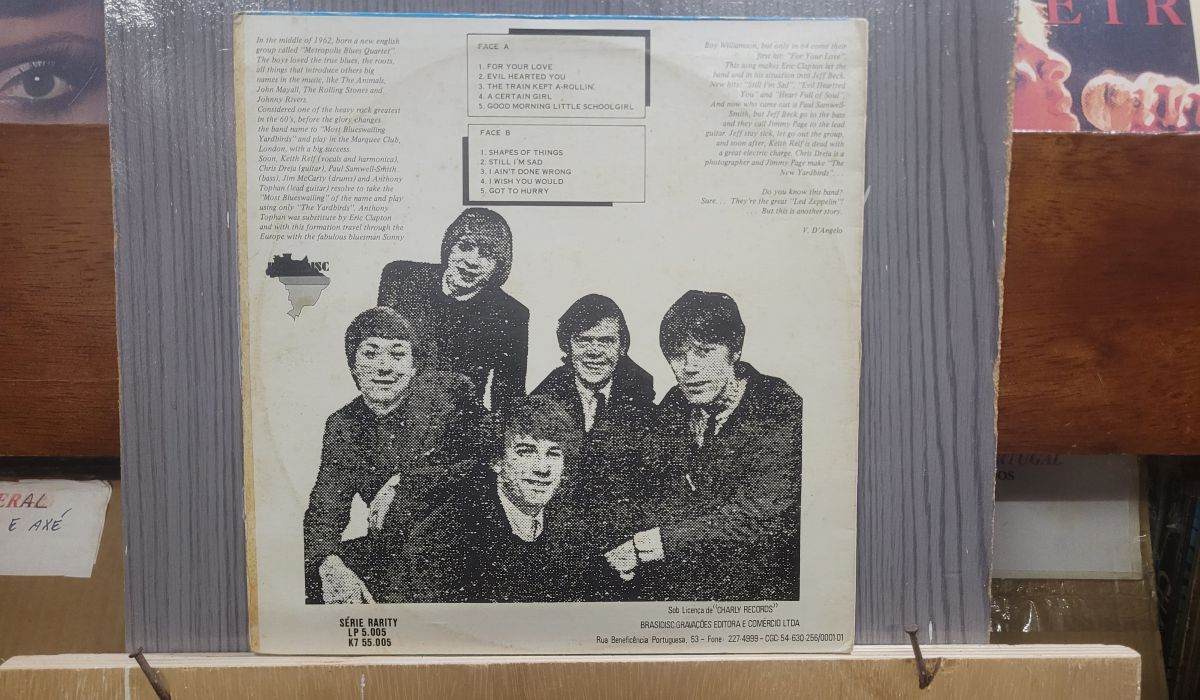 In the middle of 1962, born a new english
group called "Metropolis Blues Quartet".
The boys loved the true blues, the roots,
all things that introduce others big
names in the music, like The Animals,
John Mayall, The Rolling Stones and
Johnny Rivers.
Considered one of the heavy rock greatest
in the 60's, before the glory changes
the band name to "Most Blueswailing
Yardbirds" and play in the Marquee Club,
London, with a big success.
Soon, Keith Relf (vocals and harmonica),
Chris Dreja (guitar), Paul Samwell-Smith
(bass), Jim McCarty (drums) and Anthony
Tophan (lead guitar) resolve to take the
"Most Blueswailing" of the name and play
using only "The Yardbirds". Anthony
Tophan was substitute by Eric Clapton
and with this formation travel through the
Europe with the fabulous bluesman Sonny
FACE A
1. FOR YOUR LOVE
2. EVIL HEARTED YOU
3. THE TRAIN KEPT A-ROLLIN'
4. A CERTAIN GIRL
5. GOOD MORNING LITTLE SCHOOLGIRL
FACE B
1. SHAPES OF THINGS
2. STILL I'M SAD
3. I AIN'T DONE WRONG
4. I WISH YOU WOULD
5. GOT TO HURRY
Boy Williamson, but only in 64 come their
first hit: "For Your Love".
This song makes Eric Clapton let the
band and in his situation into Jeff Beck.
New hits: "Still I'm Sad", "Evil Heartted
You" and "Heart Full of Soul".
And now who came out is Paul Samwell-
Smith, but Jeff Beck go to the bass
and they call Jimmy Page to the lead
guitar. Jeff stay sick, let go out the group,
and soon after, Keith Relf is dead with
a great electric charge. Chris Dreja is a
photographer and Jimmy Page make "The
New Yardbirds"...
Do you know this band?
Sure... They're the great "Led Zeppelin"!
... But this is another story.
V. D'Angelo
SÉRIE RARITY
LP 5.005
K7 55.005
Sob Licença de "CHARLY RECORDS"
BRASIDISC GRAVAÇÕES EDITORA E COMÉRCIO LTDA
Rua Beneficência Portuguesa, 53 - Fone: 227-4999 - CGC 54-630-256/0001-01
ERAL
E AXÉ
EIR
RTUGAL
OS